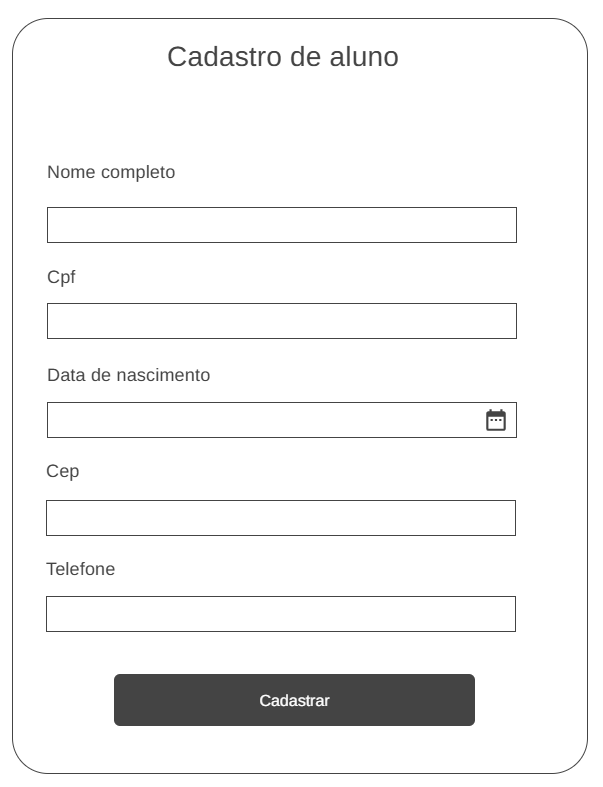 Cadastro de aluno
Nome completo
Cpf
Data de nascimento
Cep
Telefone
Cadastrar